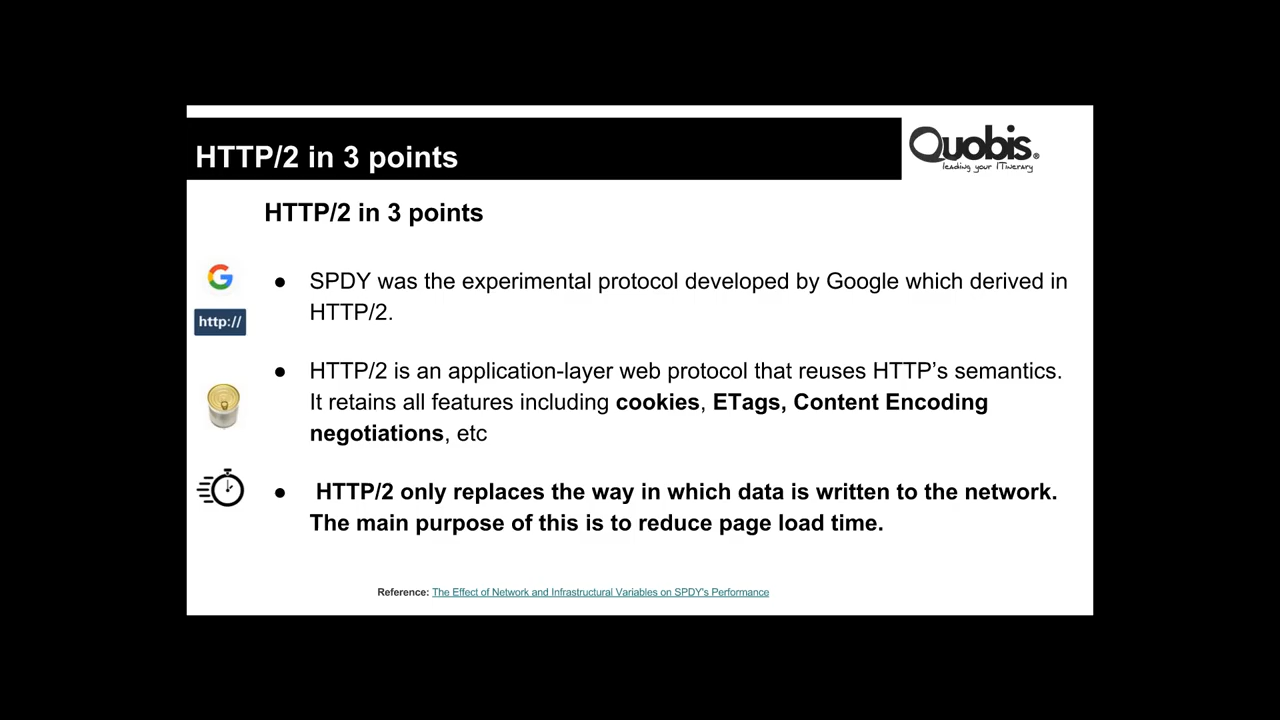 HTTP/2 in 3 points
Quobis®
leading your ITinerary
HTTP/2 in 3 points
● SPDY was the experimental protocol developed by Google which derived in
HTTP/2.
http://
● HTTP/2 is an application-layer web protocol that reuses HTTP's semantics.
It retains all features including cookies, ETags, Content Encoding
negotiations, etc
● HTTP/2 only replaces the way in which data is written to the network.
The main purpose of this is to reduce page load time.
Reference: The Effect of Network and Infrastructural Variables on SPDY's Performance